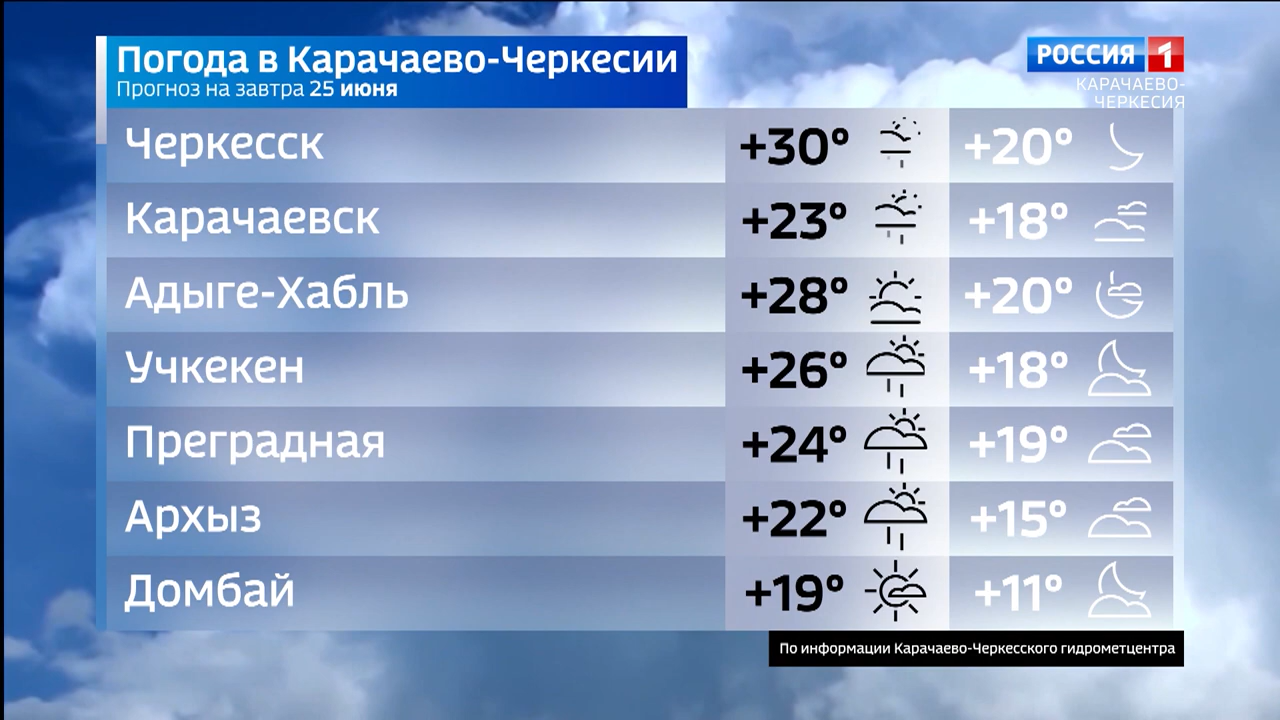 Погода в Карачаево-Черкесии
Прогноз на завтра 25 июня
РОССИЯ 1
КАРАЧАЕВО-
ЧЕРКЕСИЯ
Черкесск +30° +20°
Карачаевск +23° +18°
Адыге-Хабль +28° +20°
Учкекен +26° +18°
Преградная +24° +19°
Архыз +22° +15°
Домбай +19° +11°
По информации Карачаево-Черкесского гидрометцентра